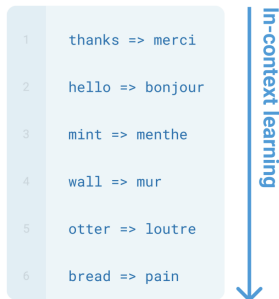 1 thanks => merci
2 hello => bonjour
3 mint => menthe
4 wall => mur
5 otter => loutre
6 bread => pain
In-context learning